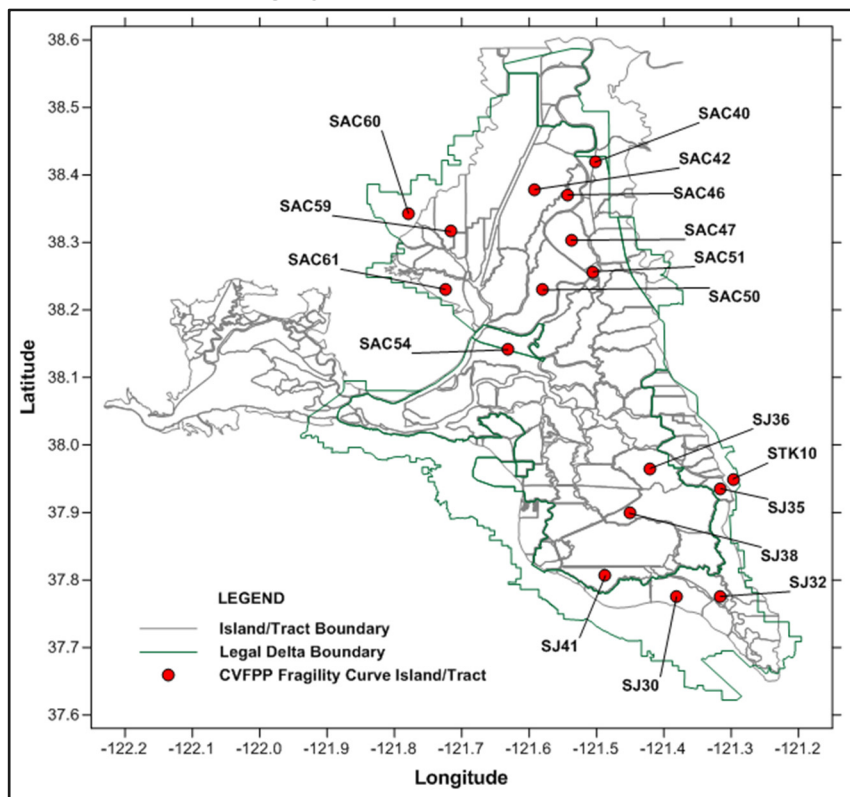 38.6
38.5
38.4
38.3
38.2
38.1
38.0
37.9
37.8
37.7
37.6
Latitude
SAC60
SAC59
SAC61
SAC54
SAC40
SAC42
SAC46
SAC47
SAC51
SAC50
SJ36
STK10
SJ35
SJ38
SJ32
SJ41
SJ30
LEGEND
Island/Tract Boundary
Legal Delta Boundary
CVFPP Fragility Curve Island/Tract
-122.2 -122.1 -122.0 -121.9 -121.8 -121.7 -121.6 -121.5 -121.4 -121.3 -121.2
Longitude